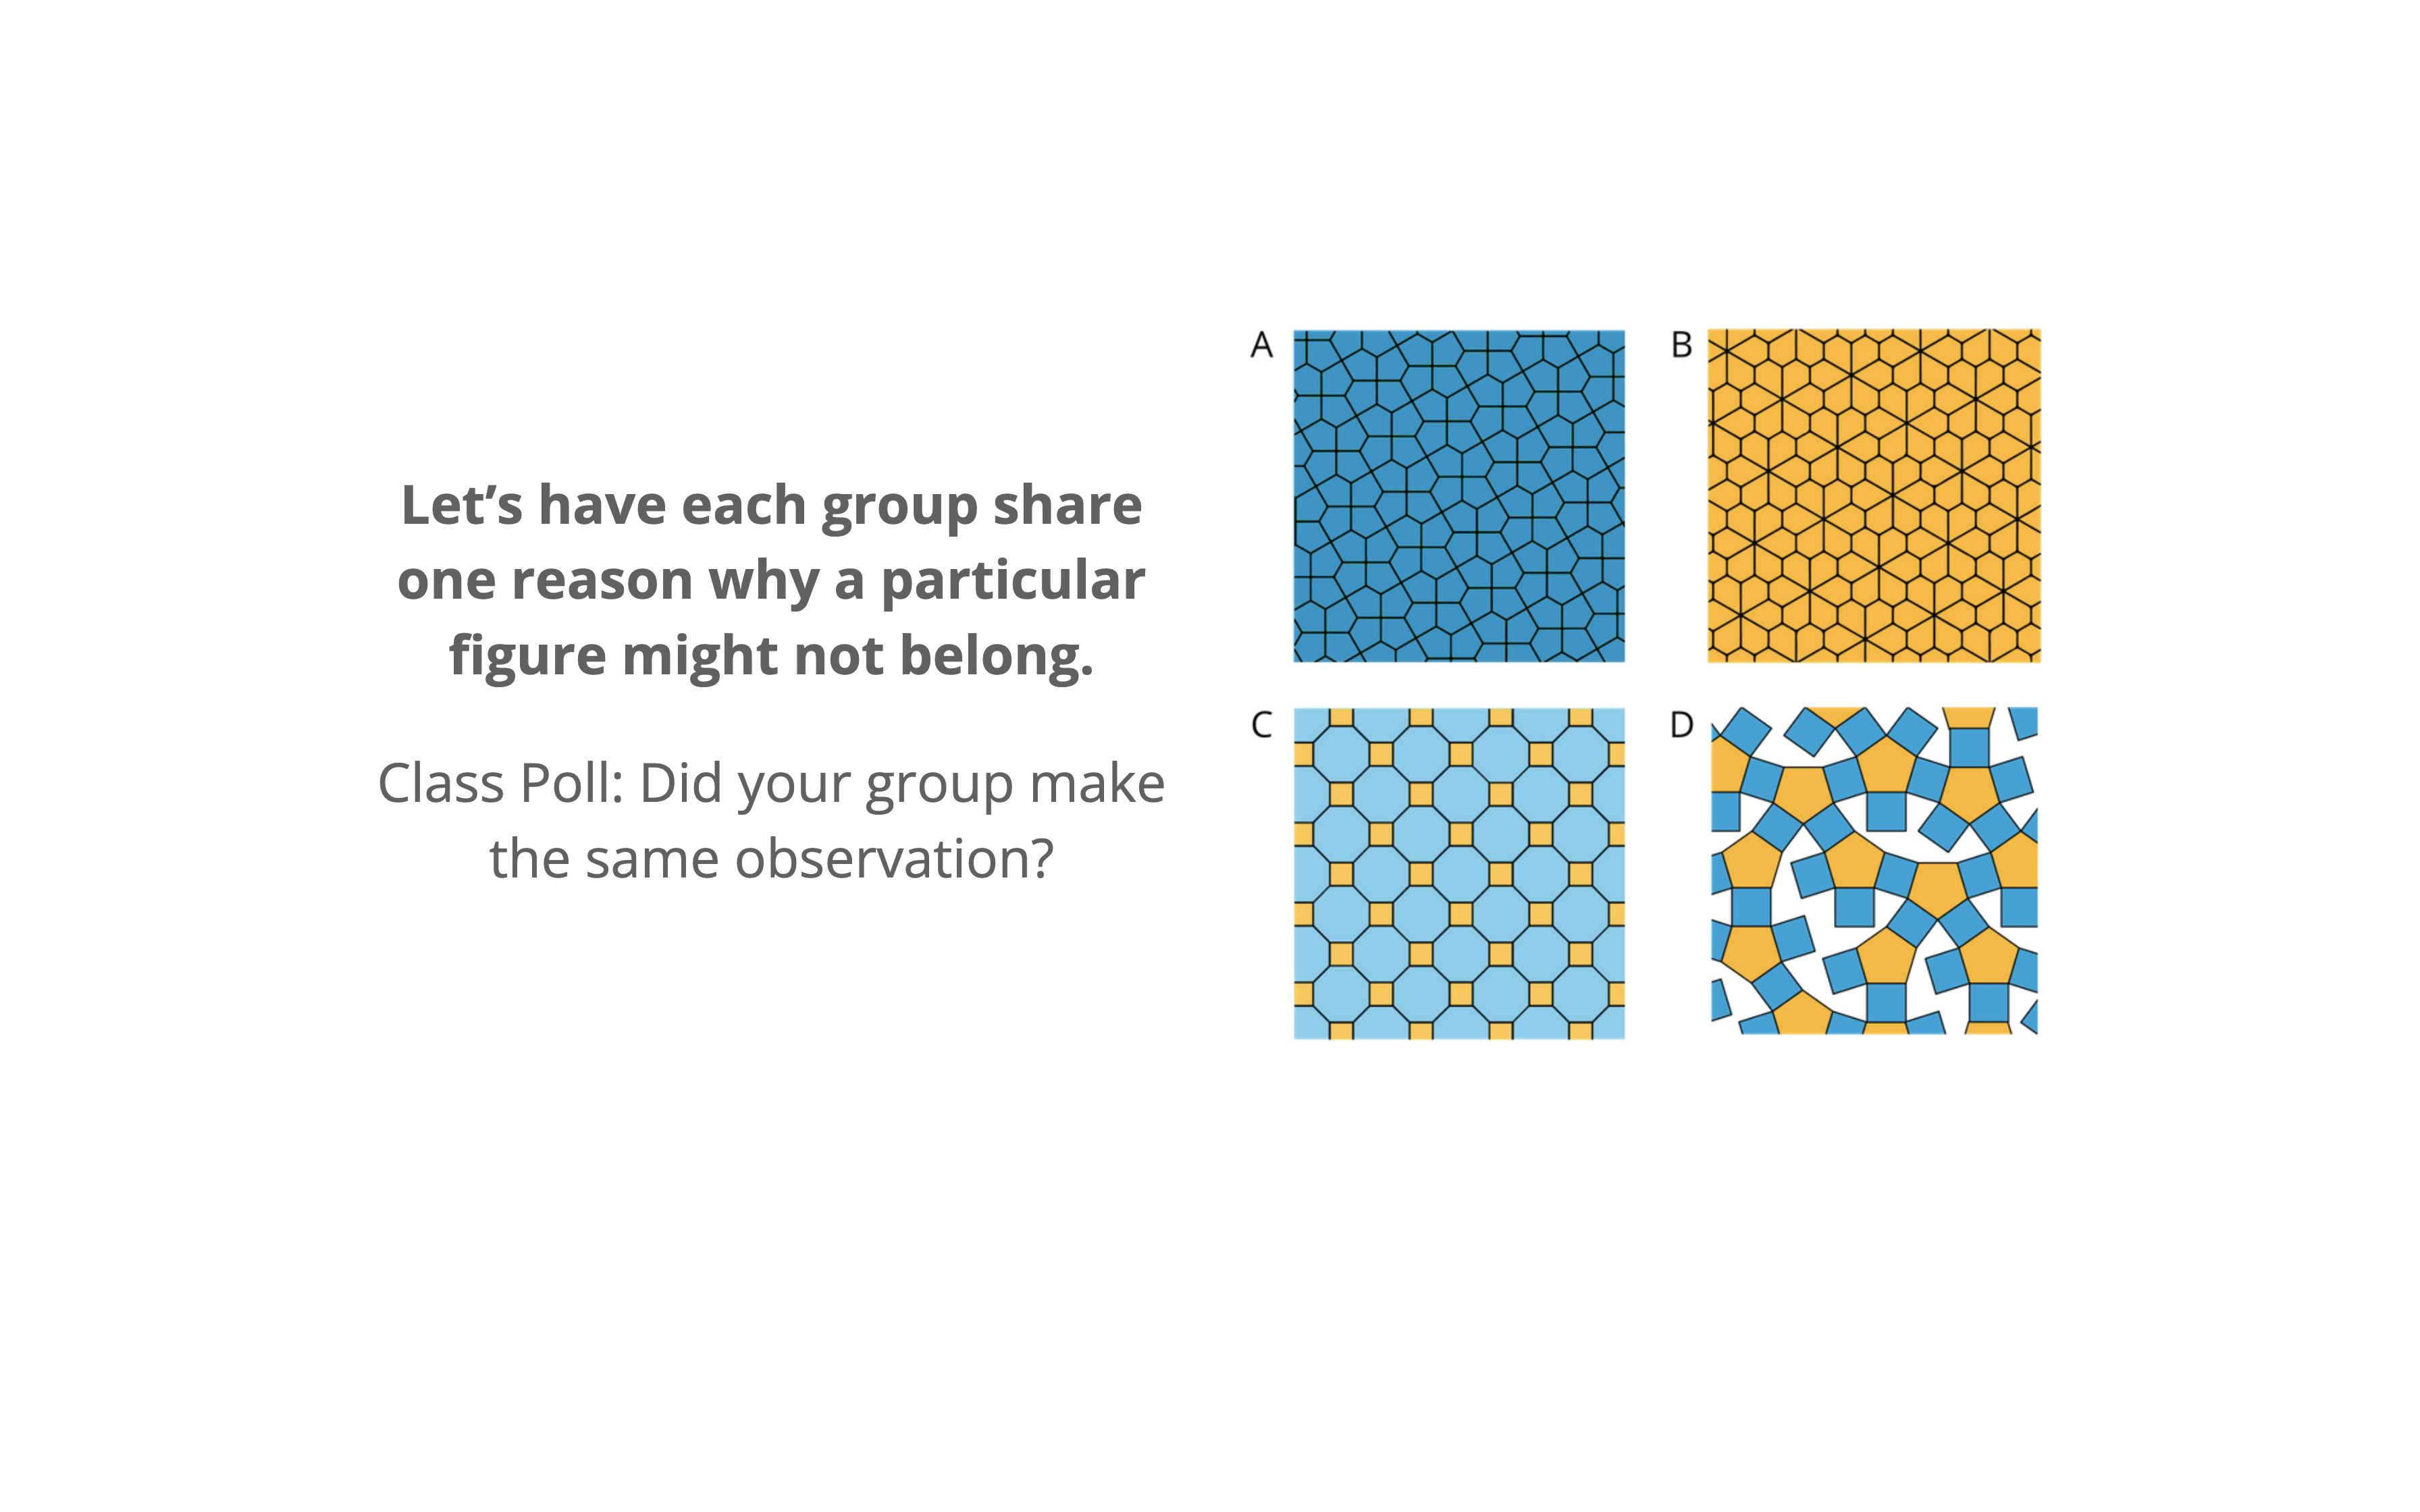 Let’s have each group share
one reason why a particular
figure might not belong.
Class Poll: Did your group make
the same observation?
A
B
C
D